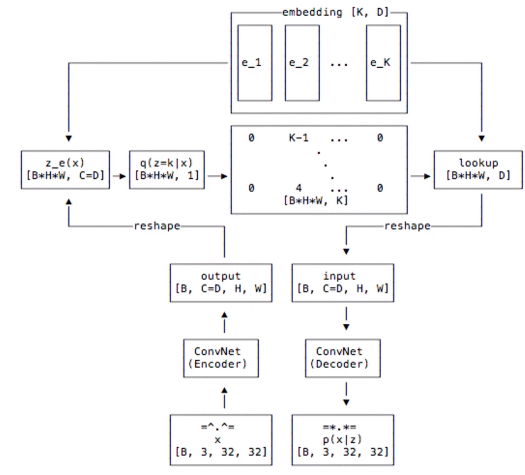 embedding [K, D]
e_1 e_2 ... e_K
z_e(x)
[B*H*W, C=D]
q(z=k|x)
[B*H*W, 1]
0 K-1 ... 0
.
.
.
0 4 ... 0
[B*H*W, K]
lookup
[B*H*W, D]
reshape
reshape
output
[B, C=D, H, W]
input
[B, C=D, H, W]
ConvNet
(Encoder)
ConvNet
(Decoder)
=^.^=
x
[B, 3, 32, 32]
=*.*=
p(x|z)
[B, 3, 32, 32]